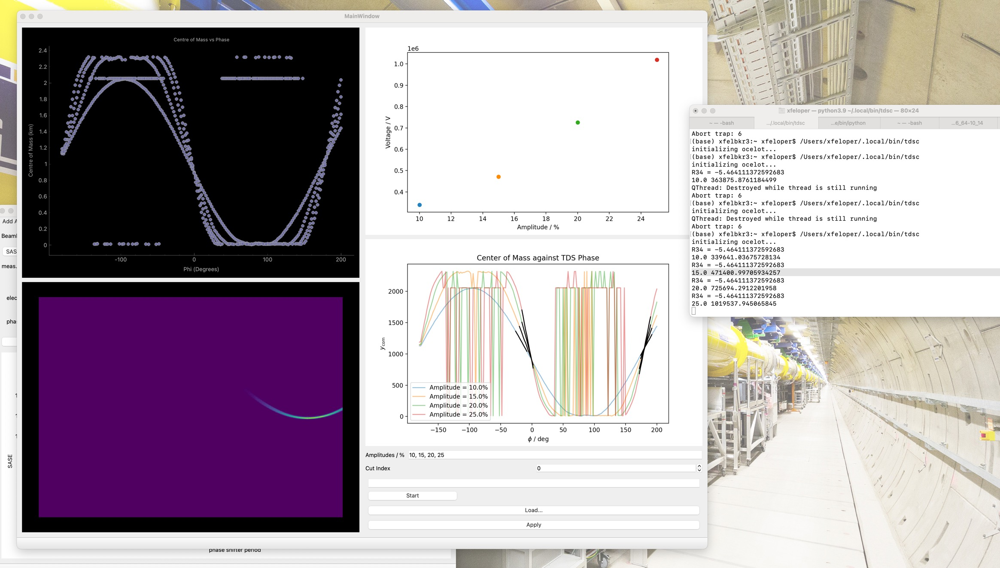 MainWindow
Centre of Mass vs Phase
2.4
2.2
2
1.8
1.6
1.4
1.2
1
0.8
0.6
0.4
0.2
0
Centre of Mass (km)
-100
0
100
200
Phi (Degrees)
1e6
1.0
0.9
0.8
0.7
0.6
0.5
0.4
Voltage / V
10
12
14
16
18
20
22
24
Amplitude / %
Center of Mass against TDS Phase
2000
1500
1000
500
0
ycom
Amplitude = 10.0%
Amplitude = 15.0%
Amplitude = 20.0%
Amplitude = 25.0%
−150
−100
−50
0
50
100
150
200
ϕ / deg
Amplitudes / % 10, 15, 20, 25
Cut Index 0
Start
Load...
Apply
xfeloper — python3.9 ~/.local/bin/tdsc — 80×24
~ — -bash
.../.local/bin/tdsc
...e/bin/ipython
~ — -bash
...6_64-10_14
Abort trap: 6
(base) xfelbkr3:~ xfeloper$ /Users/xfeloper/.local/bin/tdsc
initializing ocelot...
(base) xfelbkr3:~ xfeloper$ /Users/xfeloper/.local/bin/tdsc
initializing ocelot...
R34 = -5.464111372592683
10.0 363875.8761184499
QThread: Destroyed while thread is still running
Abort trap: 6
(base) xfelbkr3:~ xfeloper$ /Users/xfeloper/.local/bin/tdsc
initializing ocelot...
QThread: Destroyed while thread is still running
Abort trap: 6
(base) xfelbkr3:~ xfeloper$ /Users/xfeloper/.local/bin/tdsc
initializing ocelot...
R34 = -5.464111372592683
10.0 339641.03675728134
R34 = -5.464111372592683
15.0 471400.99705934257
R34 = -5.464111372592683
20.0 725694.2912201958
R34 = -5.464111372592683
25.0 1019537.945065845
Add A
Beaml
SAS
meas.
elec
phas
1
1
1
SASE
phase shifter period